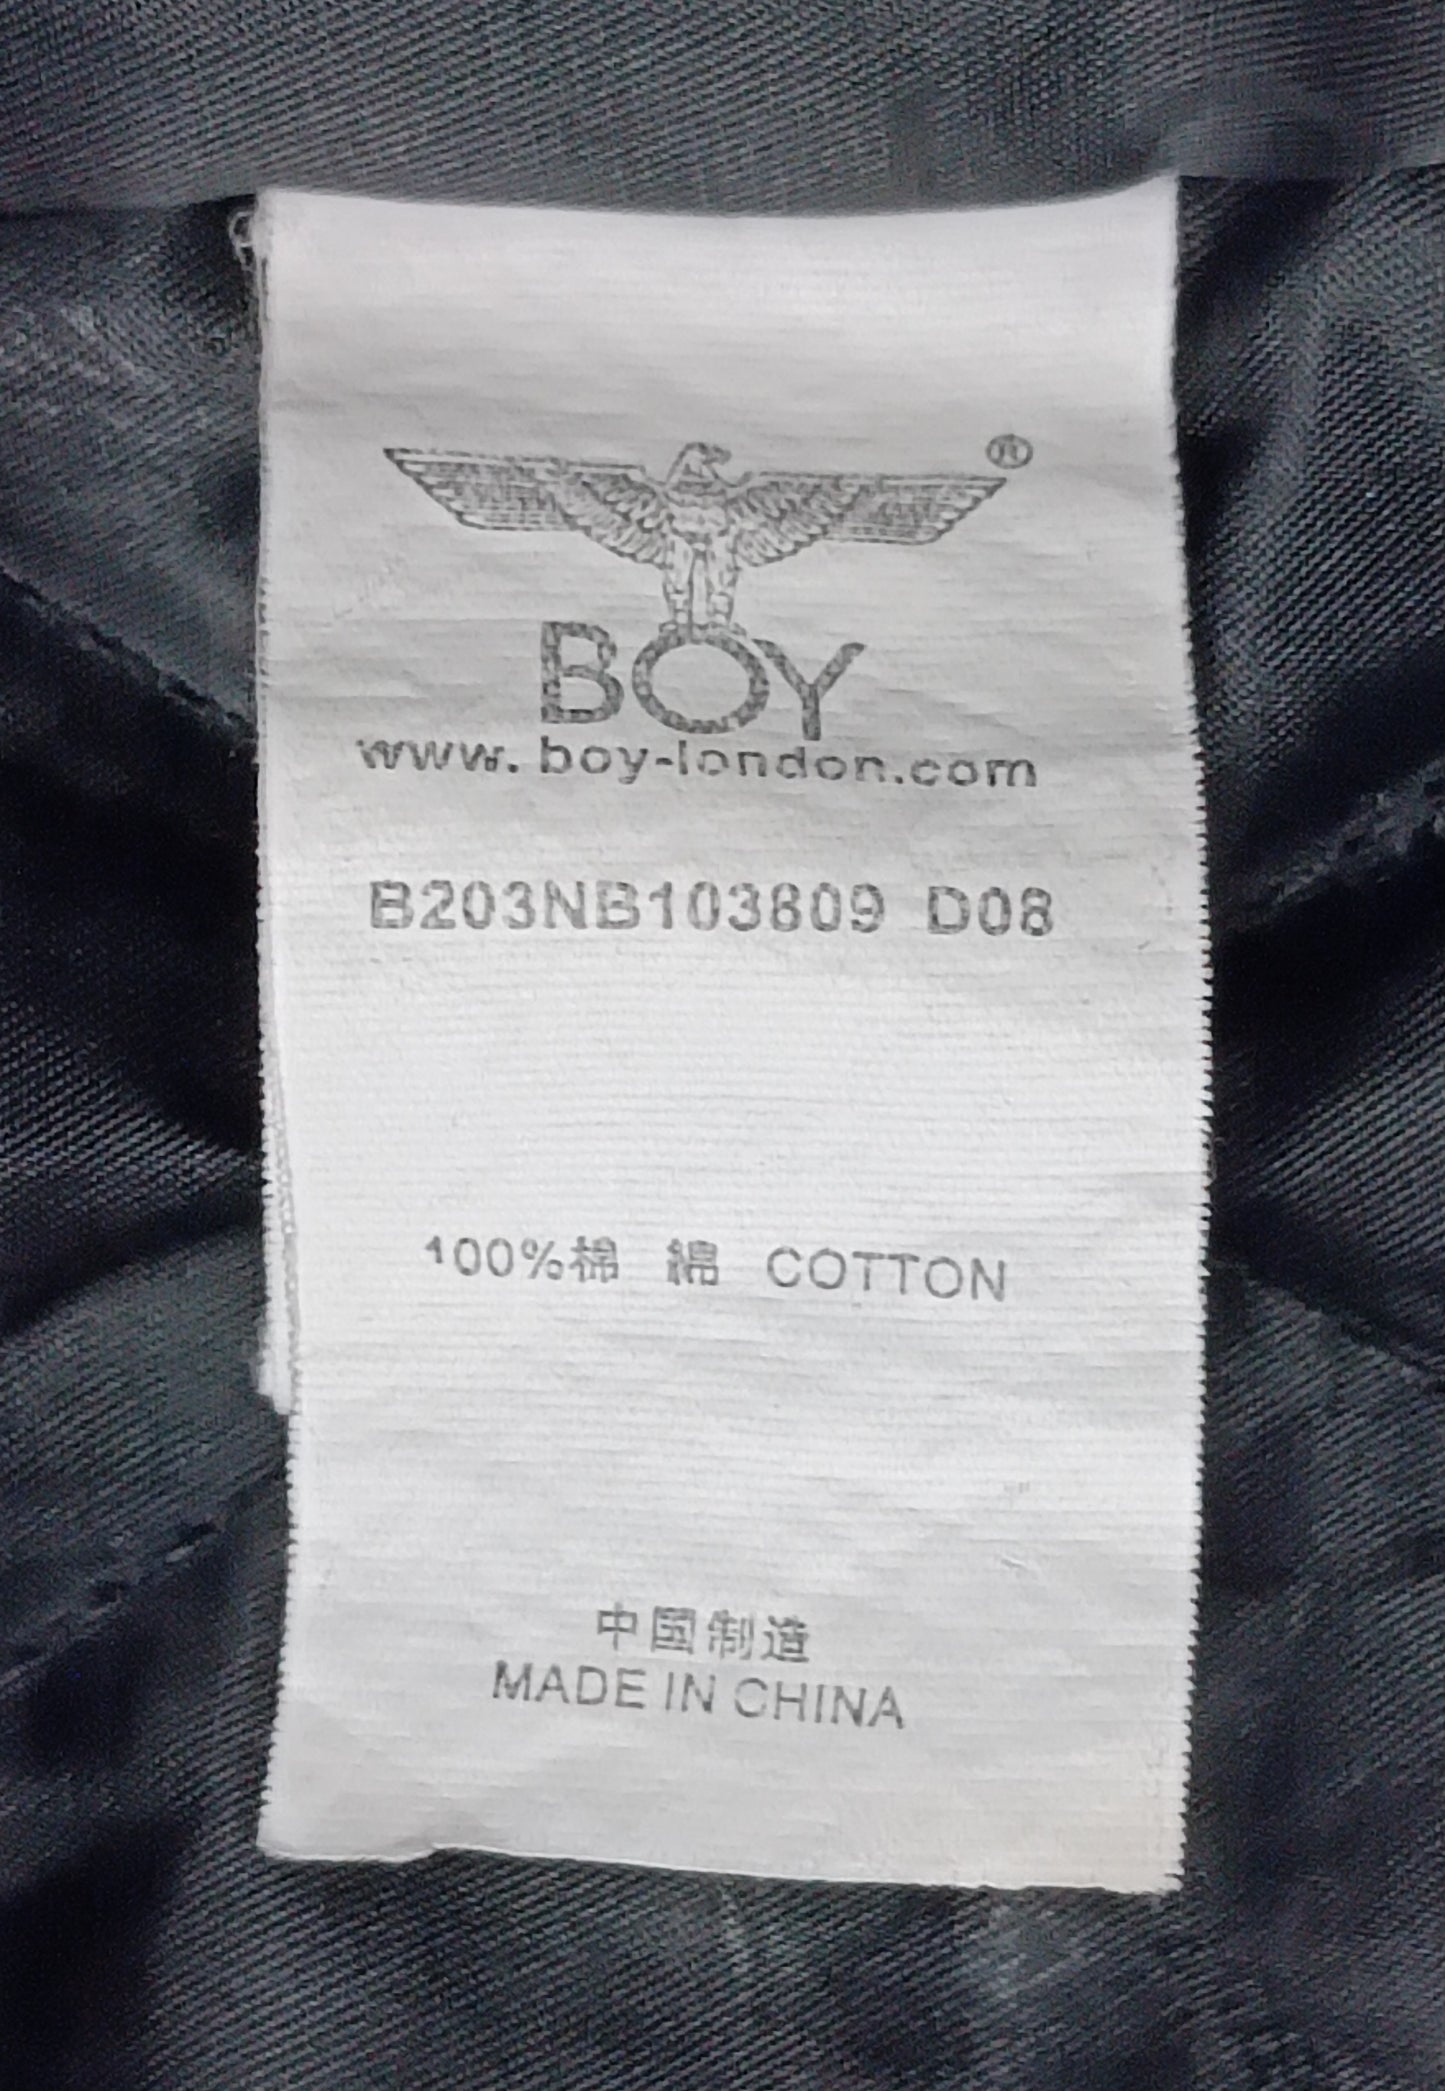 ®
BOY
www.boy-london.com
B203NB103809 D08
100%棉 綿 COTTON
中国制造
MADE IN CHINA